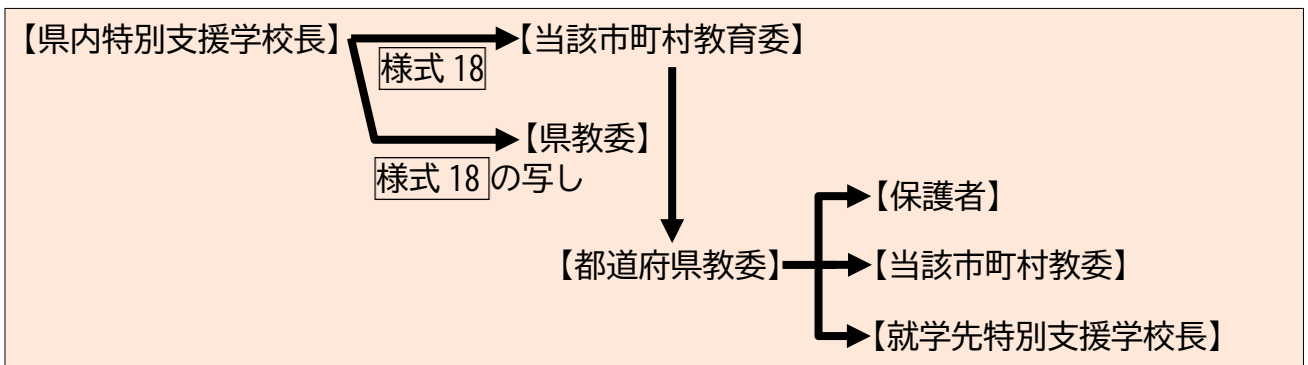 【県内特別支援学校長】 【当該市町村教育委】
様式 18
【県教委】
様式 18 の写し
【保護者】
【都道府県教委】 【当該市町村教委】
【就学先特別支援学校長】